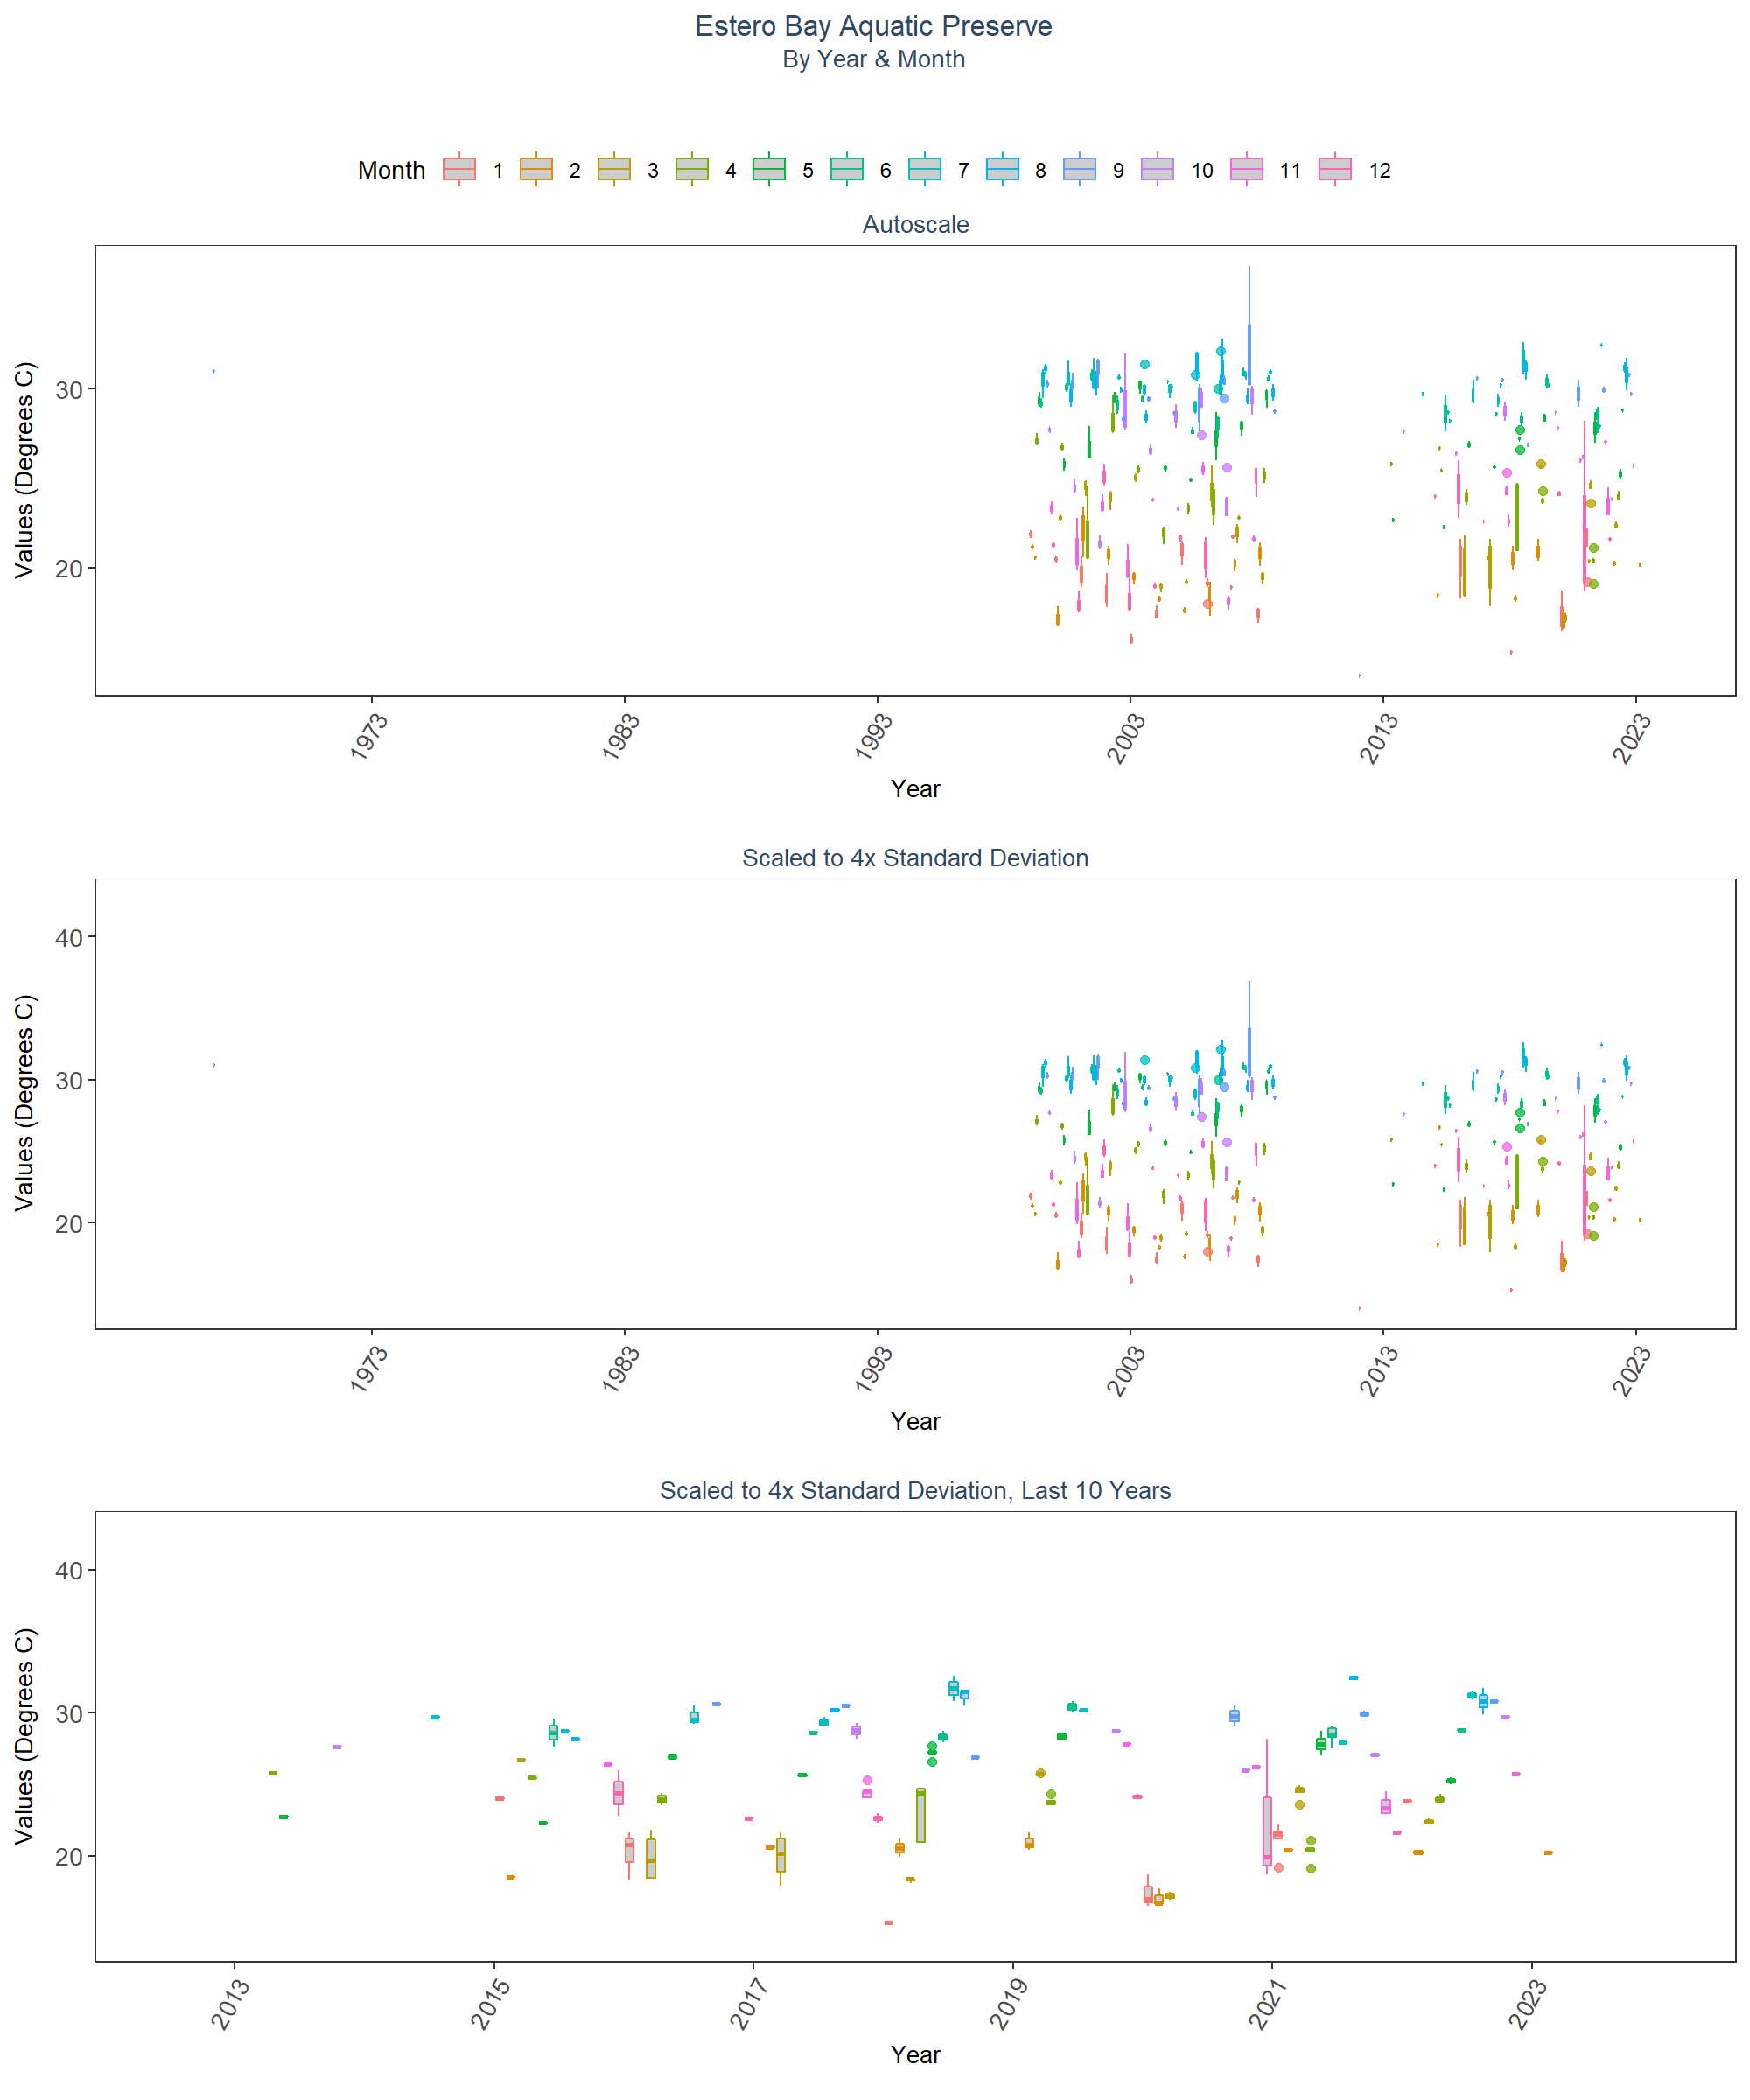 Estero Bay Aquatic Preserve
By Year & Month
Month 1 2 3 4 5 6 7 8 9 10 11 12
Autoscale
Values (Degrees C)
30
20
1973 1983 1993 2003 2013 2023
Year
Scaled to 4x Standard Deviation
Values (Degrees C)
40
30
20
1973 1983 1993 2003 2013 2023
Year
Scaled to 4x Standard Deviation, Last 10 Years
Values (Degrees C)
40
30
20
2013 2015 2017 2019 2021 2023
Year